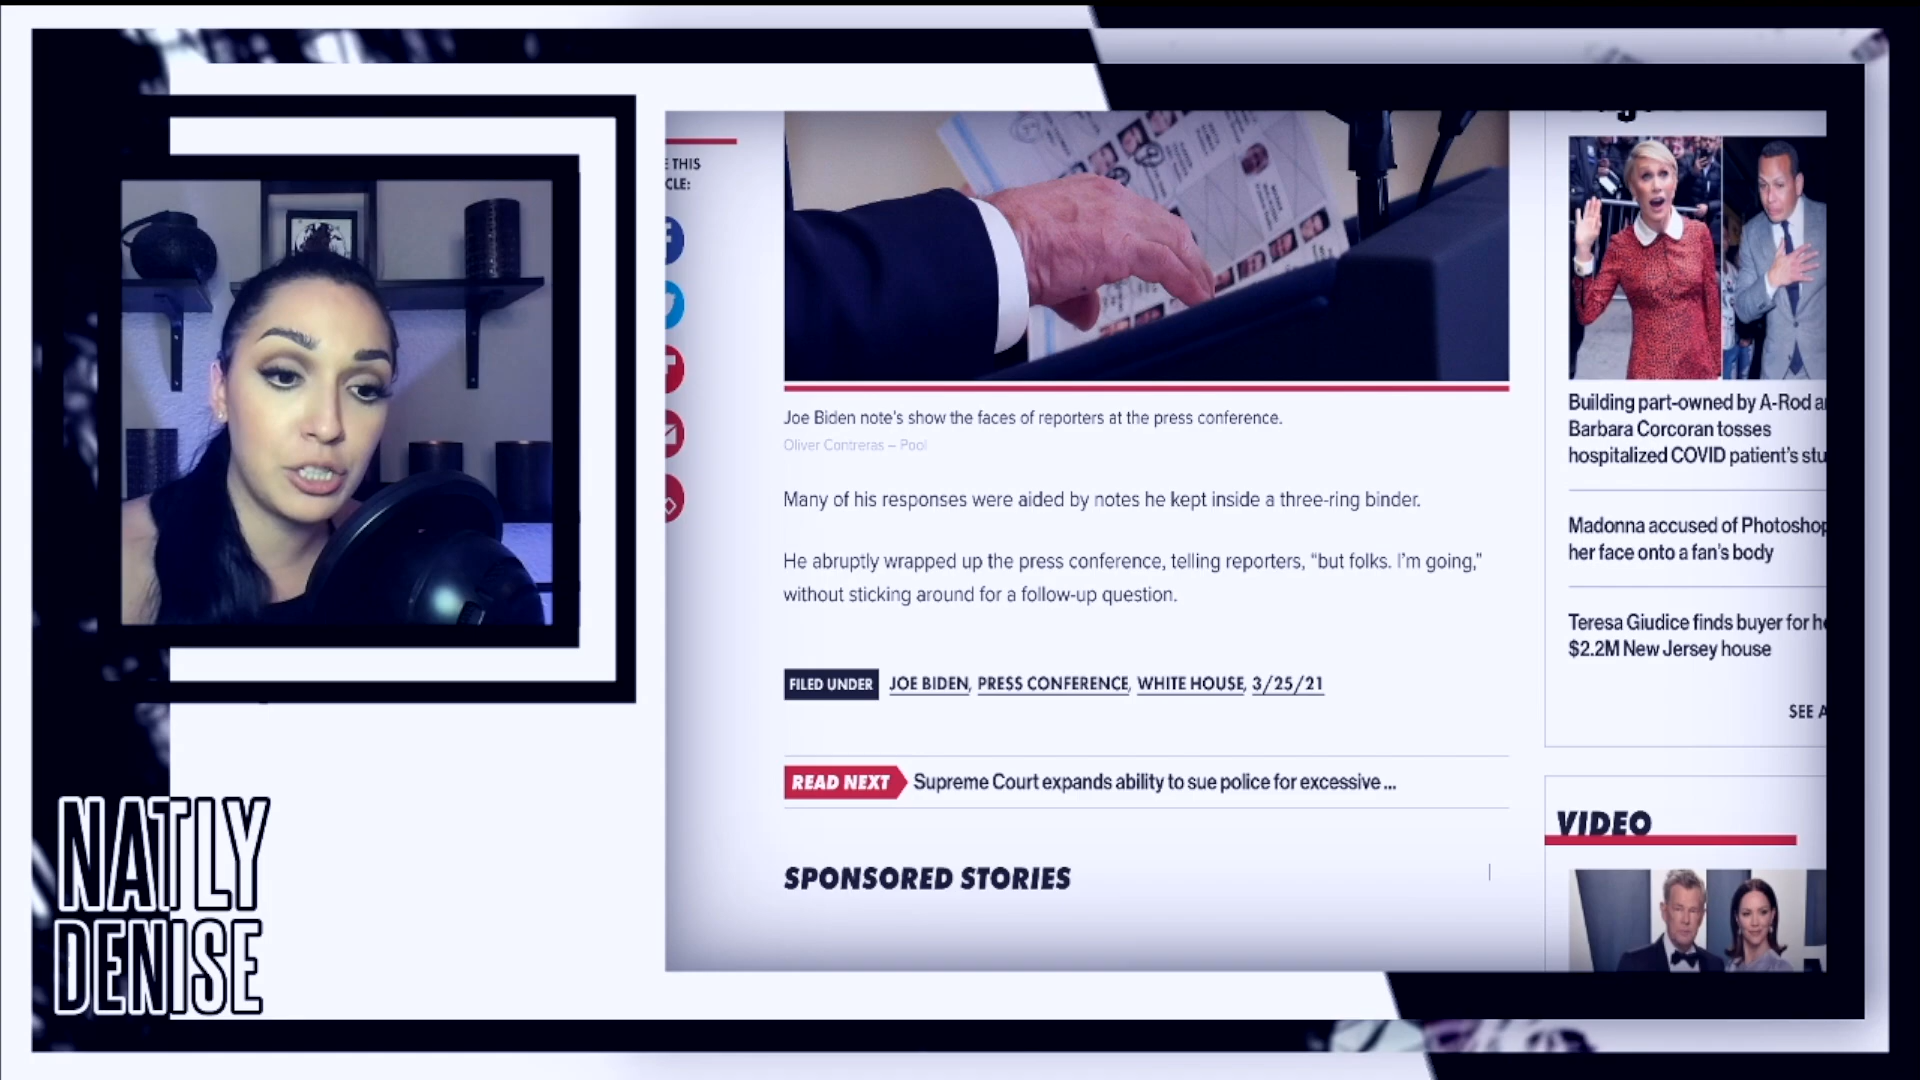 E THIS
CLE:
Joe Biden note's show the faces of reporters at the press conference.
Oliver Contreras – Pool
Many of his responses were aided by notes he kept inside a three-ring binder.
He abruptly wrapped up the press conference, telling reporters, “but folks. I'm going,”
without sticking around for a follow-up question.
FILED UNDER JOE BIDEN, PRESS CONFERENCE, WHITE HOUSE, 3/25/21
READ NEXT Supreme Court expands ability to sue police for excessive ...
SPONSORED STORIES
Building part-owned by A-Rod a
Barbara Corcoran tosses
hospitalized COVID patient's stu
Madonna accused of Photoshop
her face onto a fan's body
Teresa Giudice finds buyer for h
$2.2M New Jersey house
SEE A
VIDEO
NATLY
DENISE